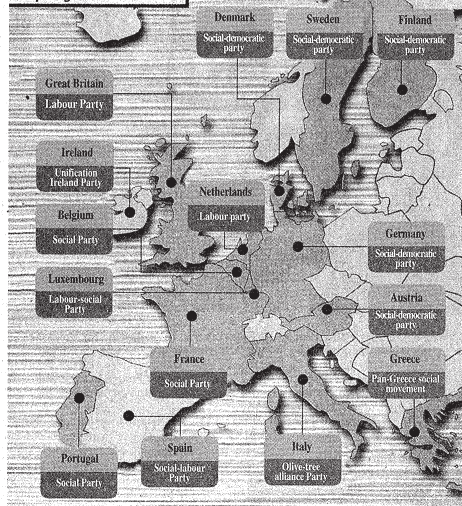 Denmark
Social-democratic
party
Sweden
Social-democratic
party
Finland
Social-democratic
party
Great Britain
Labour Party
Ireland
Unification
Ireland Party
Netherlands
Labour party
Belgium
Social Party
Germany
Social-democratic
party
Luxembourg
Labour-social
Party
Austria
Social-democratic
party
France
Social Party
Greece
Pan-Greece social
movement
Portugal
Social Party
Spain
Social-labour
Party
Italy
Olive-tree
alliance Party